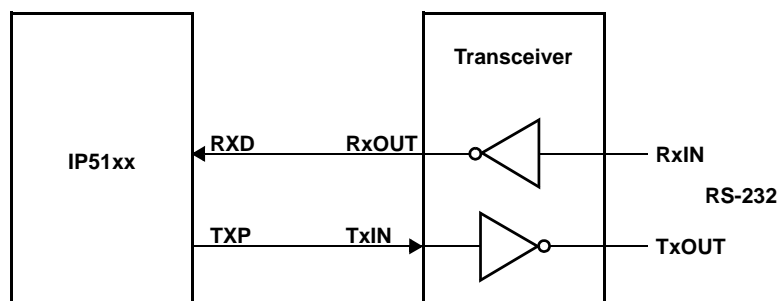 Transceiver
IP51xx
RXD
RxOUT
RxIN
RS-232
TXP
TxIN
TxOUT